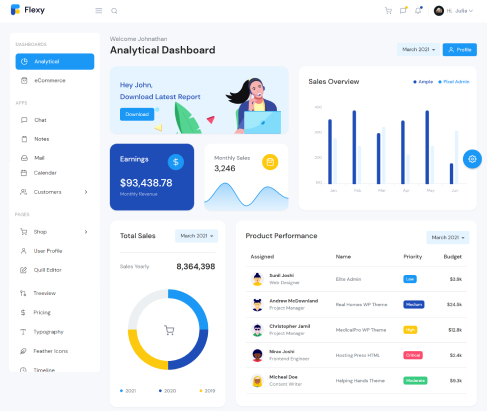 Flexy
Hi, Julia
DASHBOARDS
Analytical
eCommerce
APPS
Chat
Notes
Mail
Calendar
Customers
PAGES
Shop
User Profile
Quill Editor
Treeview
Pricing
Typography
Feather Icons
Timeline
Welcome Johnathan
Analytical Dashboard
March 2021
Profile
Hey John,
Download Latest Report
Download
Earnings
$93,438.78
Monthly Revenue
Monthly Sales
3,246
Sales Overview
Ample
Pixel Admin
Jan Feb Mar Apr May Jun
Total Sales
March 2021
Sales Yearly
8,364,398
2021 2020 2019
Product Performance
March 2021
Assigned Name Priority Budget
Sunil Joshi
Web Designer
Elite Admin Low $3.9k
Andrew McDownland
Project Manager
Real Homes WP Theme Medium $24.5k
Christopher Jamil
Project Manager
MedicalPro WP Theme High $12.8k
Nirav Joshi
Frontend Engineer
Hosting Press HTML Critical $2.4k
Micheal Doe
Content Writer
Helping Hands Theme Moderate $9.3k